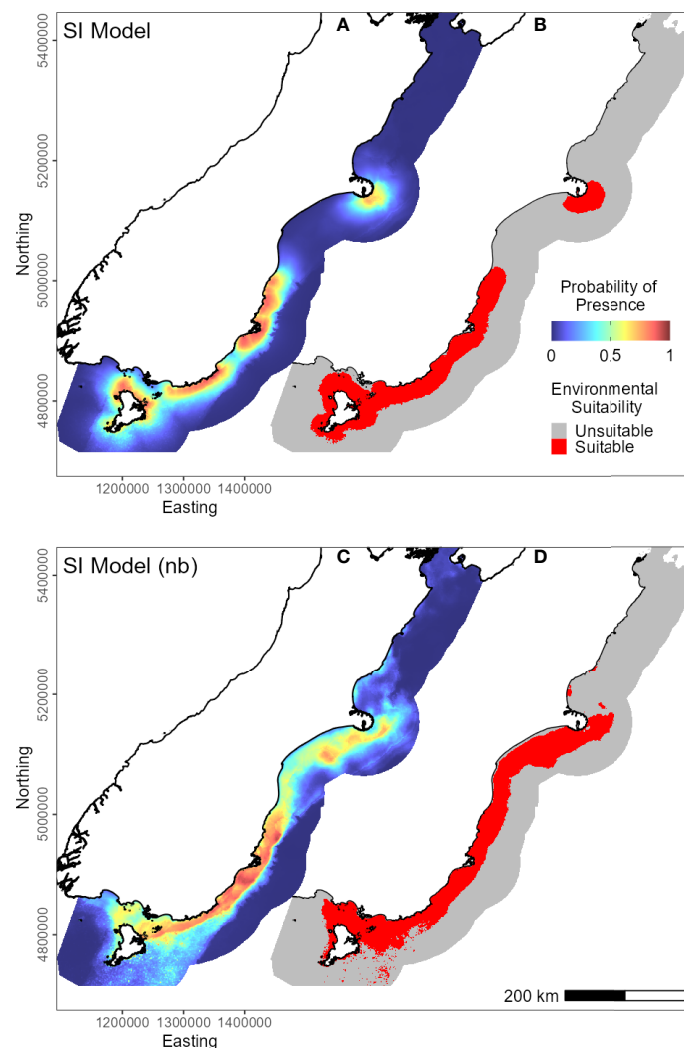 SI Model
A
B
5400000
5200000
5000000
4800000
Northing
Probability of
Presence
0
0.5
1
Environmental
Suitability
Unsuitable
Suitable
1200000
1300000
1400000
Easting
SI Model (nb)
C
D
5400000
5200000
5000000
4800000
Northing
200 km
1200000
1300000
1400000
Easting